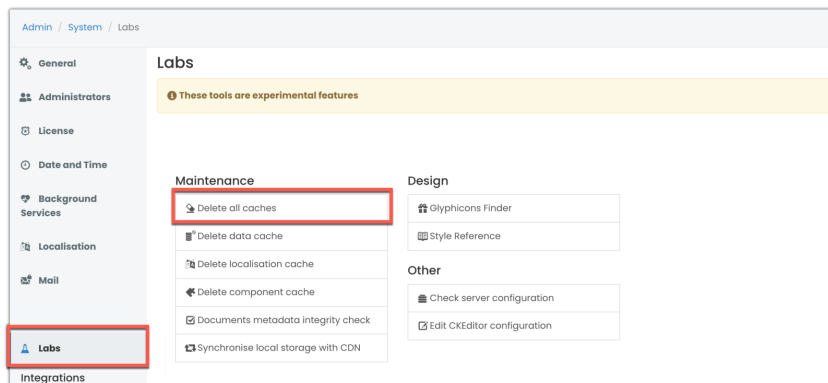 Admin / System / Labs
General
Administrators
License
Date and Time
Background
Services
Localisation
Mail
Labs
Integrations
Labs
These tools are experimental features
Maintenance
Delete all caches
Delete data cache
Delete localisation cache
Delete component cache
Documents metadata integrity check
Synchronise local storage with CDN
Design
Glyphicons Finder
Style Reference
Other
Check server configuration
Edit CKEditor configuration